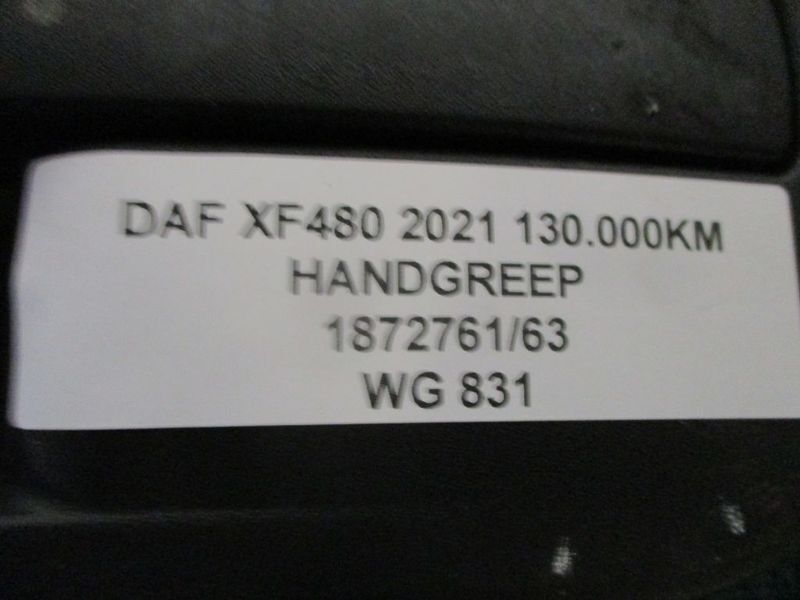 DAF XF480 2021 130.000KM
HANDGREEP
1872761/63
WG 831